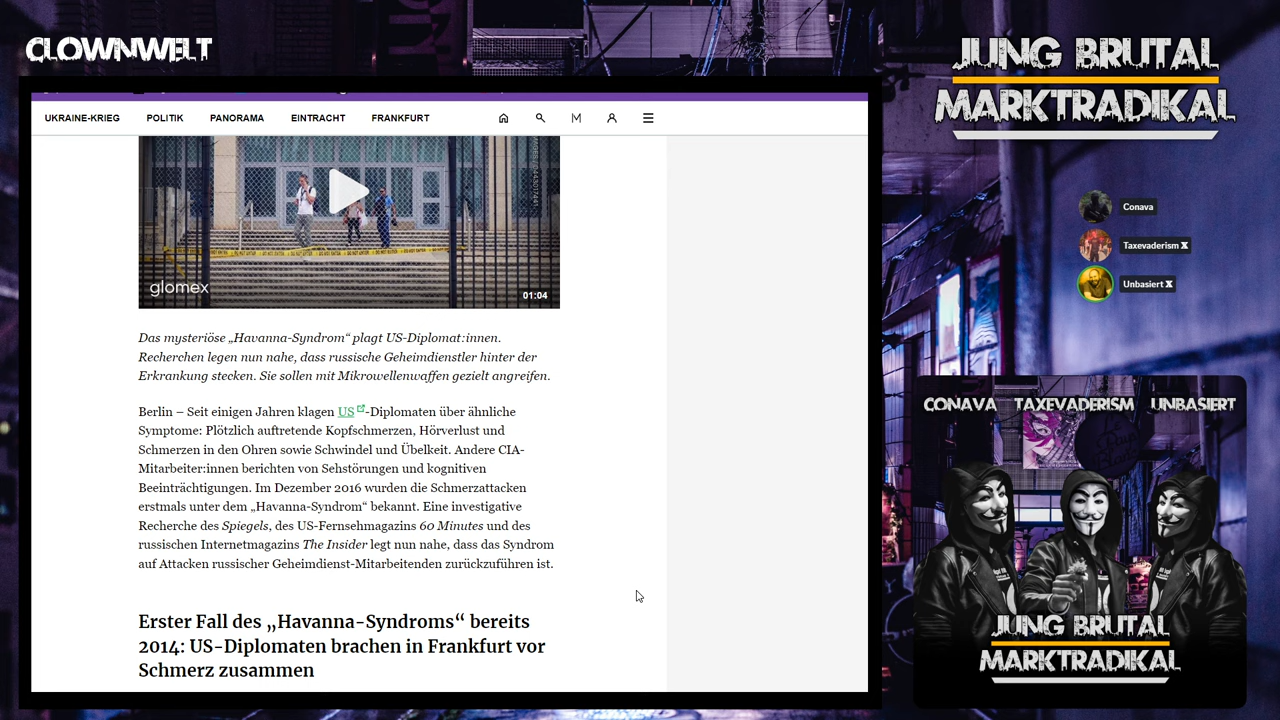 CLOWNWELT
JUNG BRUTAL
MARKTRADIKAL
UKRAINE-KRIEG POLITIK PANORAMA EINTRACHT FRANKFURT
glomex
01:04
Das mysteriöse „Havanna-Syndrom“ plagt US-Diplomat:innen.
Recherchen legen nun nahe, dass russische Geheimdienstler hinter der
Erkrankung stecken. Sie sollen mit Mikrowellenwaffen gezielt angreifen.
Berlin – Seit einigen Jahren klagen US-Diplomaten über ähnliche
Symptome: Plötzlich auftretende Kopfschmerzen, Hörverlust und
Schmerzen in den Ohren sowie Schwindel und Übelkeit. Andere CIA-
Mitarbeiter:innen berichten von Sehstörungen und kognitiven
Beeinträchtigungen. Im Dezember 2016 wurden die Schmerzattacken
erstmals unter dem „Havanna-Syndrom“ bekannt. Eine investigative
Recherche des Spiegels, des US-Fernsehmagazins 60 Minutes und des
russischen Internetmagazins The Insider legt nun nahe, dass das Syndrom
auf Attacken russischer Geheimdienst-Mitarbeitenden zurückzuführen ist.
Erster Fall des „Havanna-Syndroms“ bereits
2014: US-Diplomaten brachen in Frankfurt vor
Schmerz zusammen
Conava
Taxevaderism X
Unbasiert X
CONAVA TAXEVADERISM UNBASIERT
JUNG BRUTAL
MARKTRADIKAL